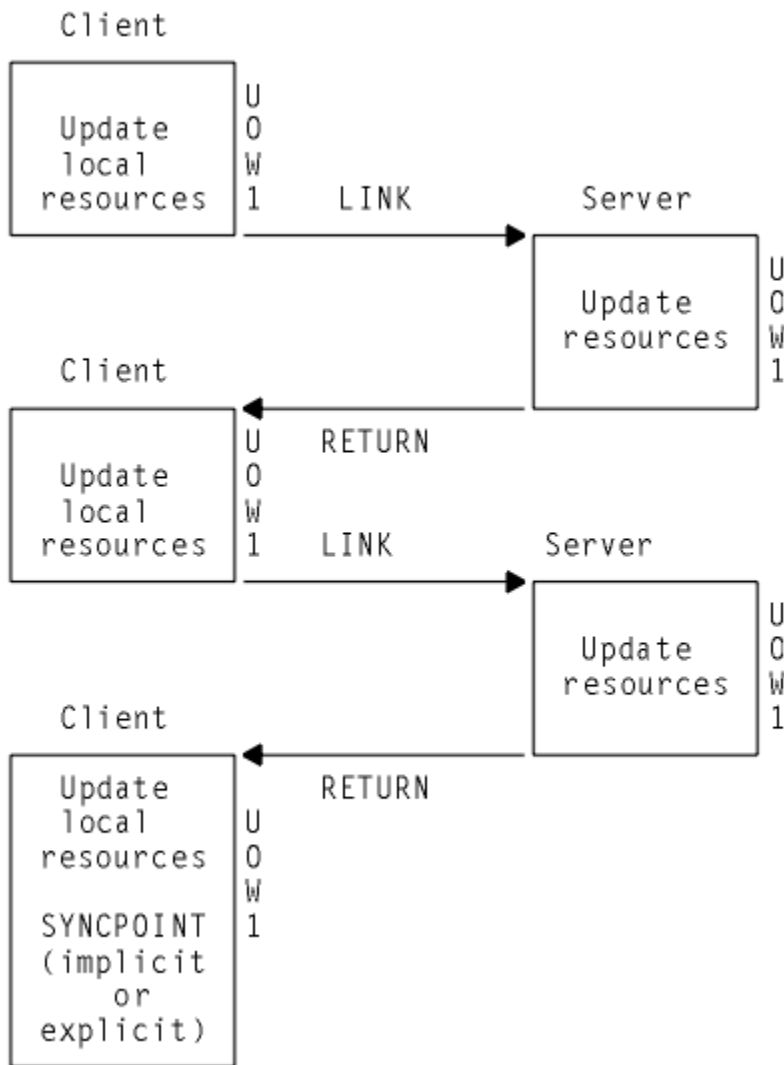 Client
Update
local
resources
U
O
W
1
LINK
Server
Update
resources
U
O
W
1
Client
RETURN
Update
local
resources
U
O
W
1
LINK
Server
Update
resources
U
O
W
1
Client
RETURN
Update
local
resources
SYNCPOINT
(implicit
or
explicit)
U
O
W
1